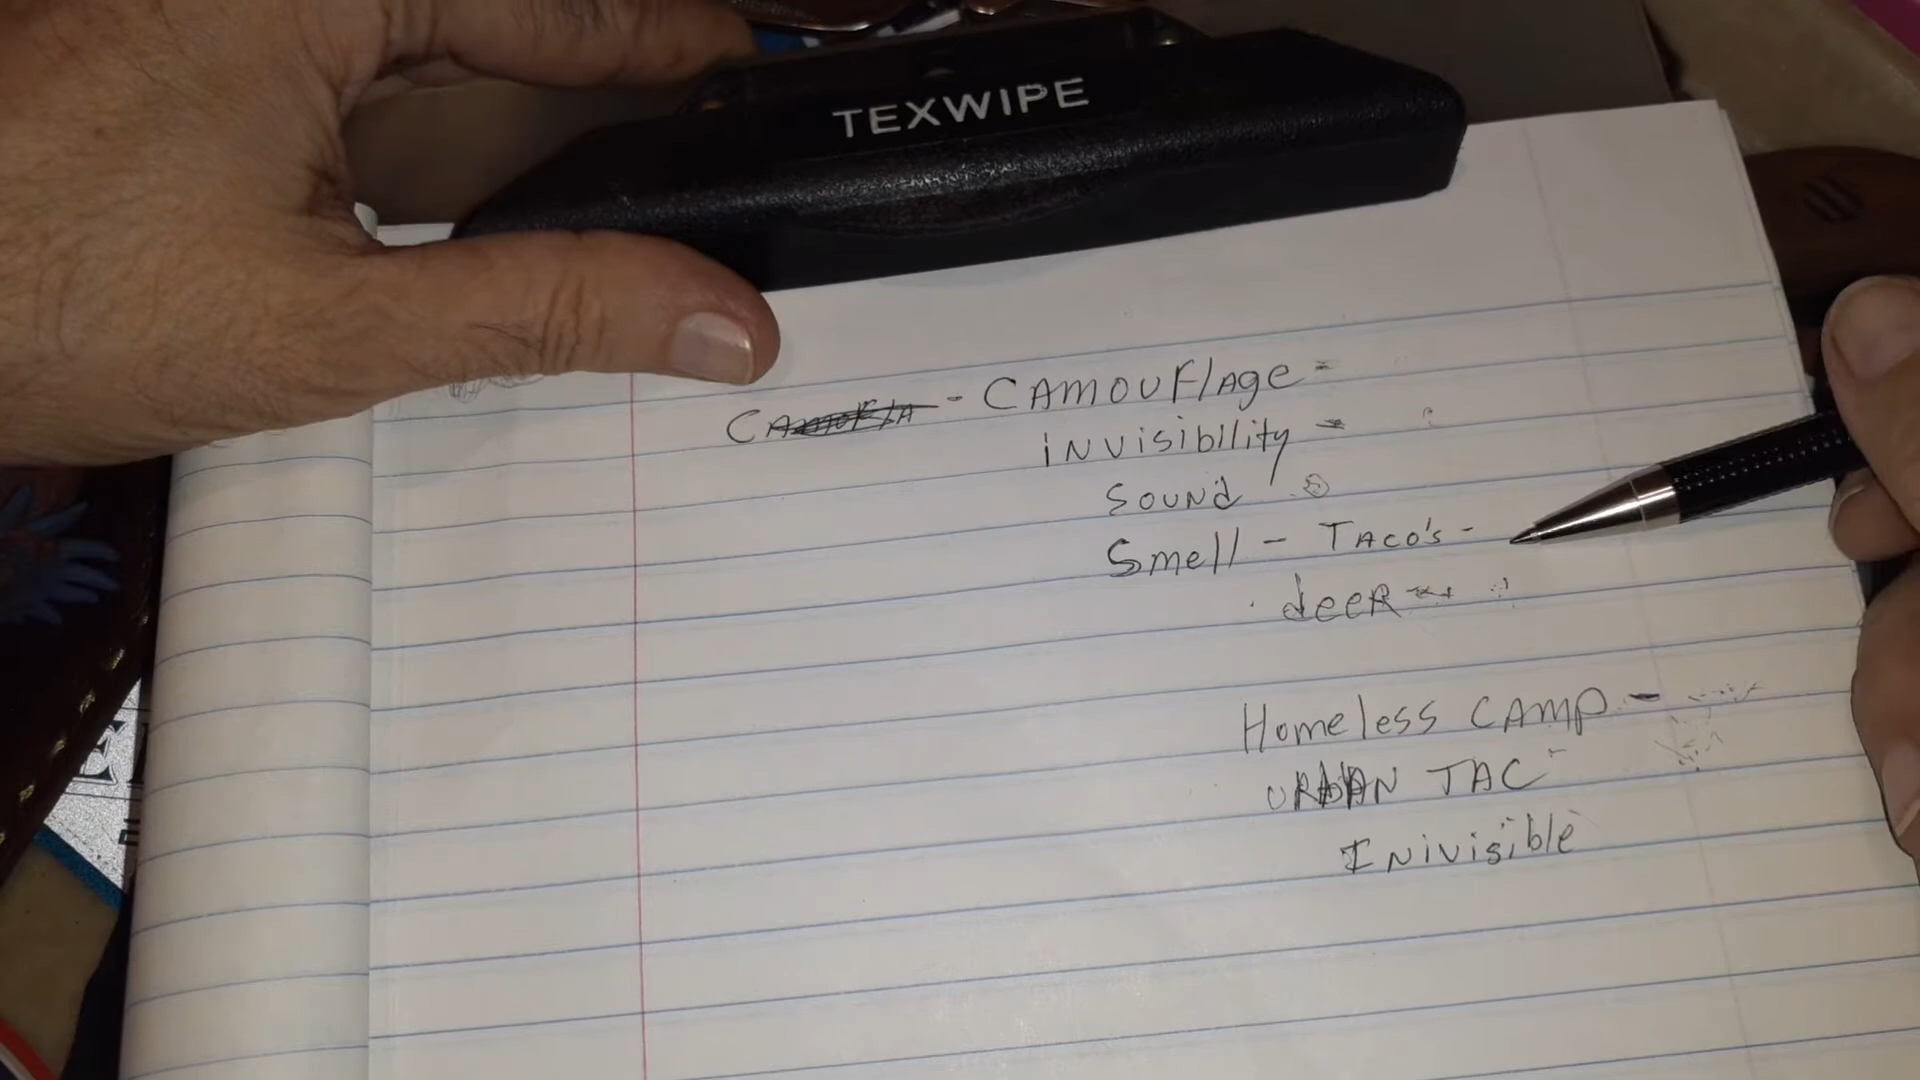 TEXWIPE
- CAMOUFlAge -
iNVisibility -
SOUNd
Smell - TACO's -
deeR
Homeless CAMP -
URBAN TAC
INivisible